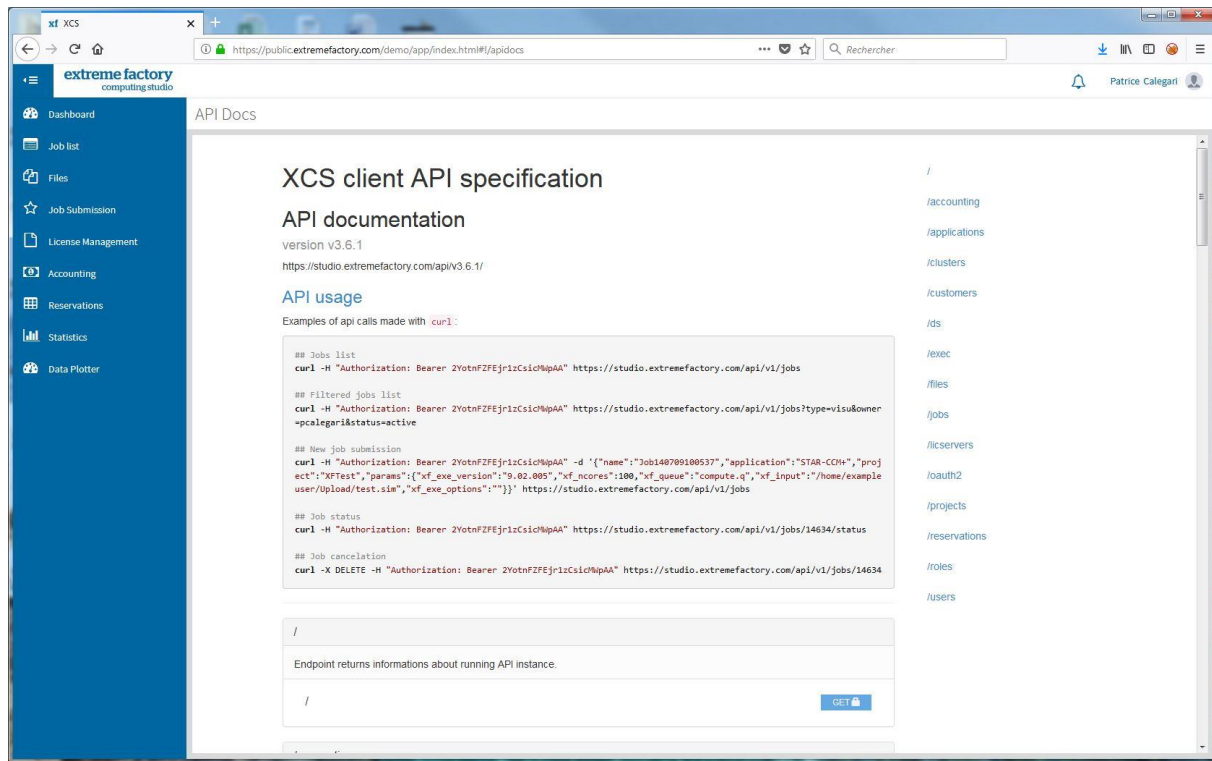 xf XCS
https://public.extremefactory.com/demo/app/index.html#!/apidocs
Rechercher
extreme factory
computing studio
Patrice Calegari
Dashboard
Job list
Files
Job Submission
License Management
Accounting
Reservations
Statistics
Data Plotter
API Docs
XCS client API specification
API documentation
version v3.6.1
https://studio.extremefactory.com/api/v3.6.1/
API usage
Examples of api calls made with curl :
## Jobs list
curl -H "Authorization: Bearer 2YotnFZFEjr1zCsicMWpAA" https://studio.extremefactory.com/api/v1/jobs
## Filtered jobs list
curl -H "Authorization: Bearer 2YotnFZFEjr1zCsicMWpAA" https://studio.extremefactory.com/api/v1/jobs?type=visu&owner
=pcalegari&status=active
## New job submission
curl -H "Authorization: Bearer 2YotnFZFEjr1zCsicMWpAA" -d '{"name":"Job140709100537","application":"STAR-CCM+","proj
ect":"XFTest","params":{"xf_exe_version":"9.02.005","xf_ncores":100,"xf_queue":"compute.q","xf_input":"/home/example
user/Upload/test.sim","xf_exe_options":""}}' https://studio.extremefactory.com/api/v1/jobs
## Job status
curl -H "Authorization: Bearer 2YotnFZFEjr1zCsicMWpAA" https://studio.extremefactory.com/api/v1/jobs/14634/status
## Job cancelation
curl -X DELETE -H "Authorization: Bearer 2YotnFZFEjr1zCsicMWpAA" https://studio.extremefactory.com/api/v1/jobs/14634
/
Endpoint returns informations about running API instance.
/
GET
/
/accounting
/applications
/clusters
/customers
/ds
/exec
/files
/jobs
/licservers
/oauth2
/projects
/reservations
/roles
/users